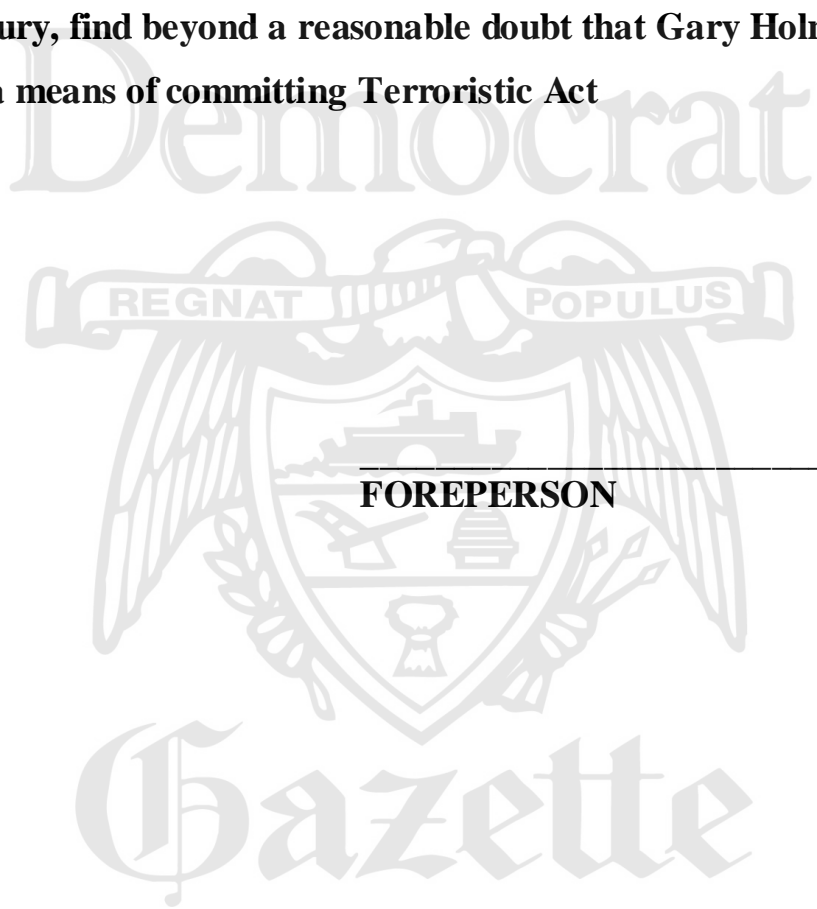 ury, find beyond a reasonable doubt that Gary Holm
a means of committing Terroristic Act
Democrat
REGNAT POPULUS
FOREPERSON
Gazette